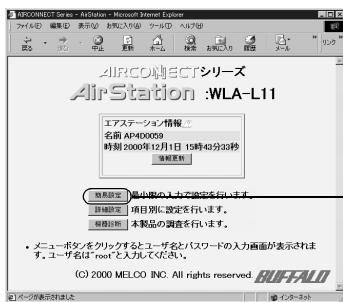 AIRCONNECT Series - AirStation - Microsoft Internet Explorer
ファイル(F) 編集(E) 表示(V) お気に入り(A) ツール(T) ヘルプ(H)
戻る 進む 中止 更新 ホーム 検索 お気に入り 履歴 メール リンク
AIRCONNECTシリーズ
AirStation :WLA-L11
エアステーション情報
名前 AP4D0059
時刻 2000年12月1日 15時43分33秒
情報更新
簡易設定 最小限の入力で設定を行います。
詳細設定 項目別に設定を行います。
機器診断 本製品の調査を行います。
• メニューボタンをクリックするとユーザ名とパスワードの入力画面が表示されます。ユーザ名は"root"と入力してください。
(C) 2000 MELCO INC. All rights reserved. BUFFALO
ページが表示されました インターネット